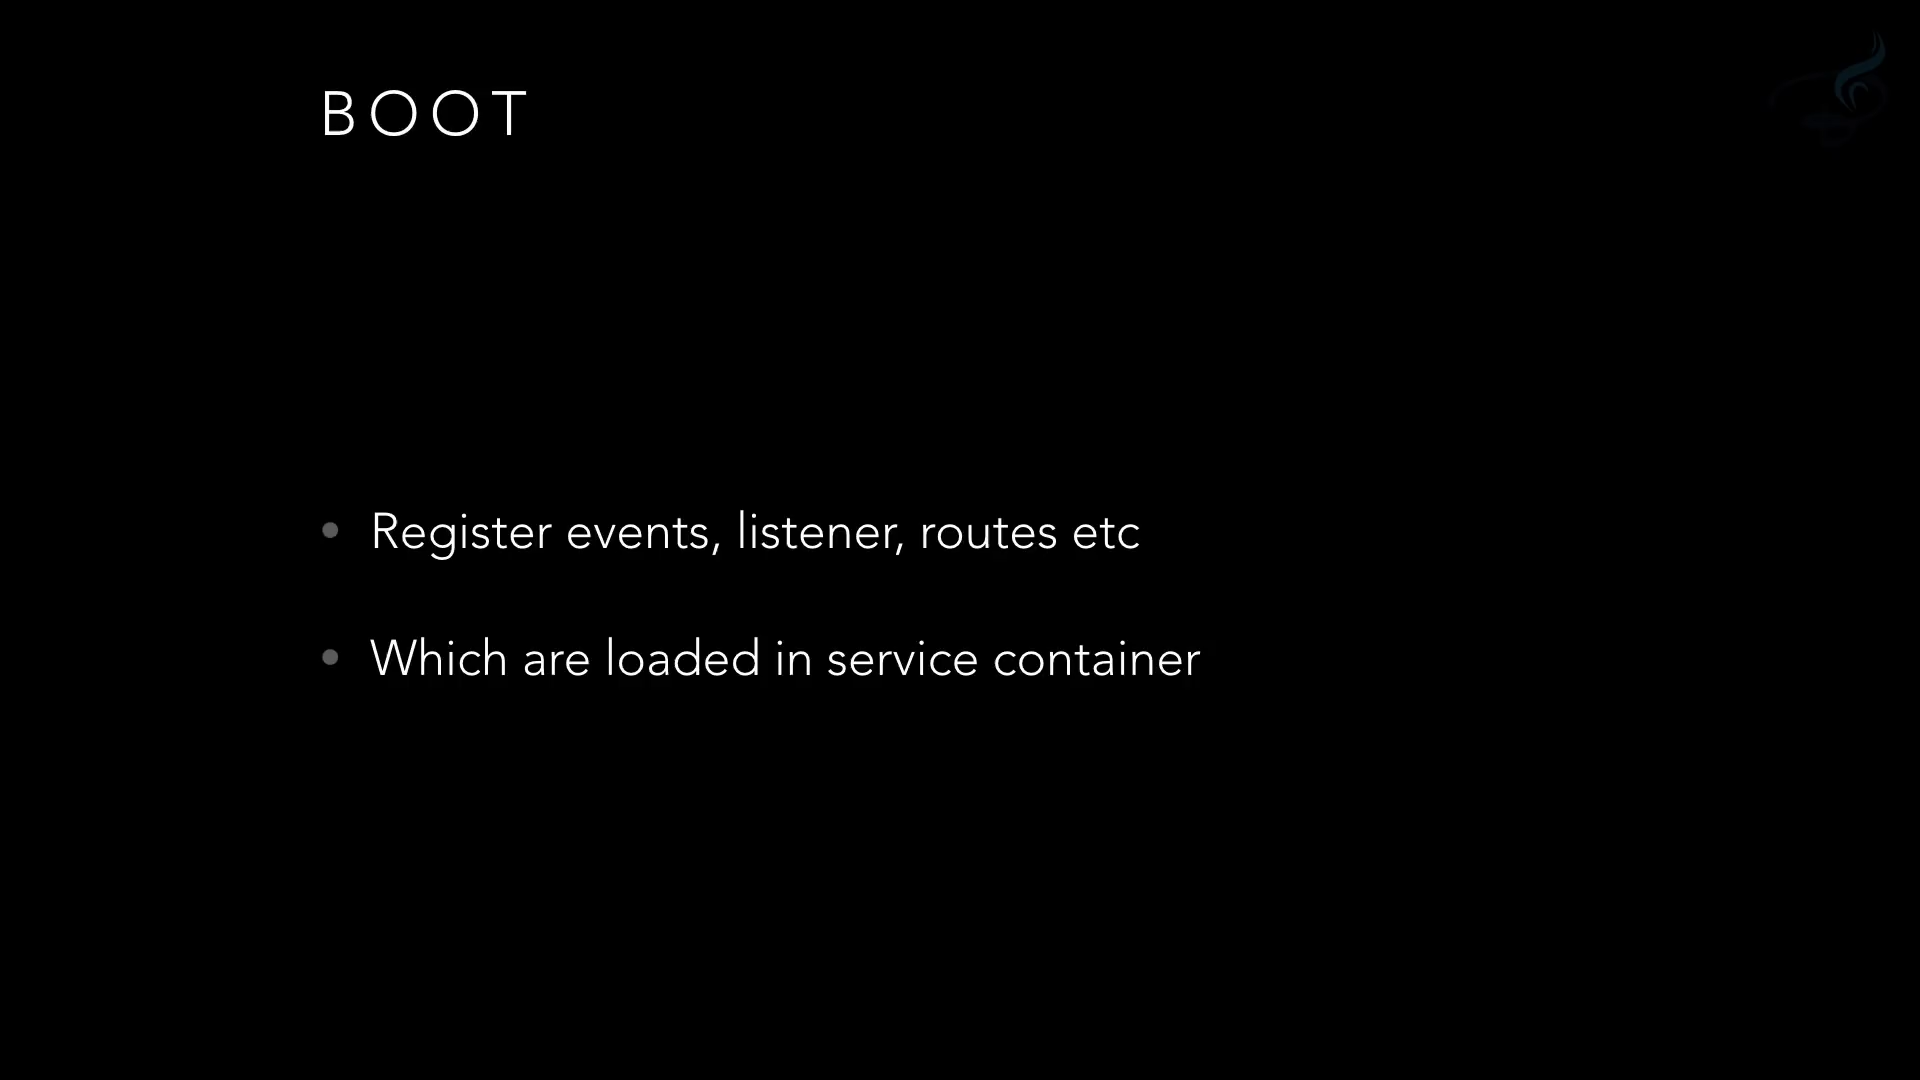 BOOT
• Register events, listener, routes etc
• Which are loaded in service container